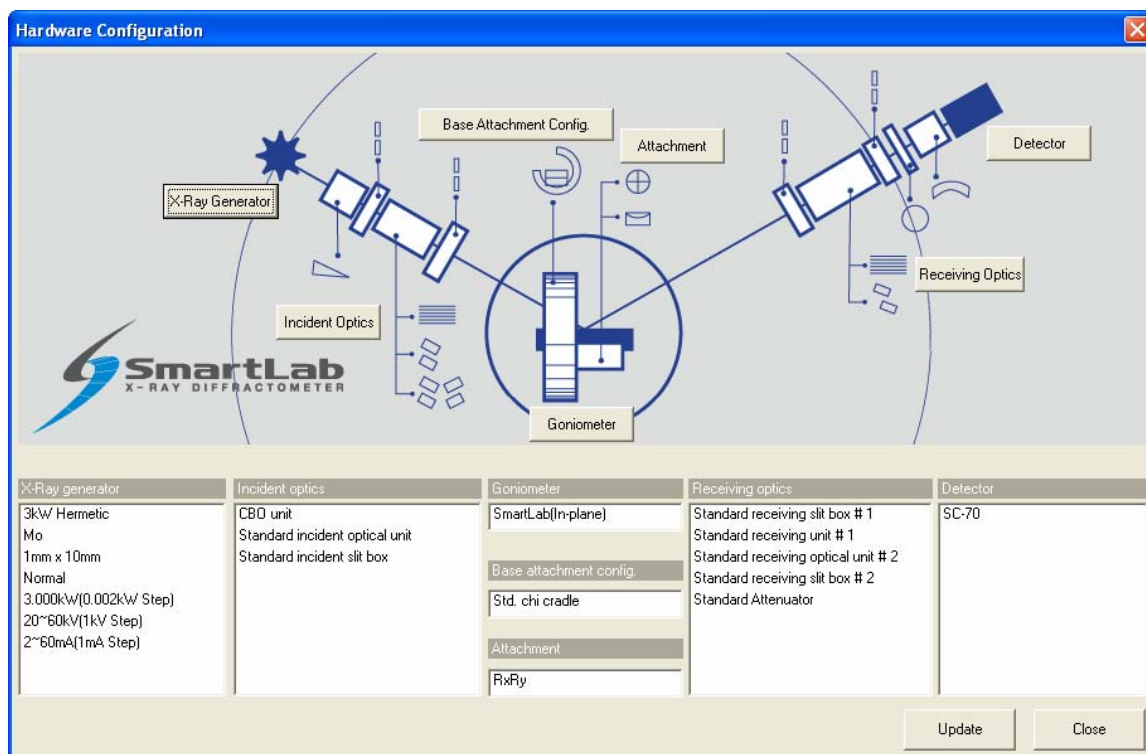 Hardware Configuration
Base Attachment Config.
Attachment
Detector
X-Ray Generator
Receiving Optics
Incident Optics
SmartLab
X-RAY DIFFRACTOMETER
Goniometer
X-Ray generator
3kW Hermetic
Mo
1mm x 10mm
Normal
3.000kW(0.002kW Step)
20~60kV(1kV Step)
2~60mA(1mA Step)
Incident optics
CBO unit
Standard incident optical unit
Standard incident slit box
Goniometer
SmartLab(In-plane)
Base attachment config.
Std. chi cradle
Attachment
RxRy
Receiving optics
Standard receiving slit box # 1
Standard receiving unit # 1
Standard receiving optical unit # 2
Standard receiving slit box # 2
Standard Attenuator
Detector
SC-70
Update
Close